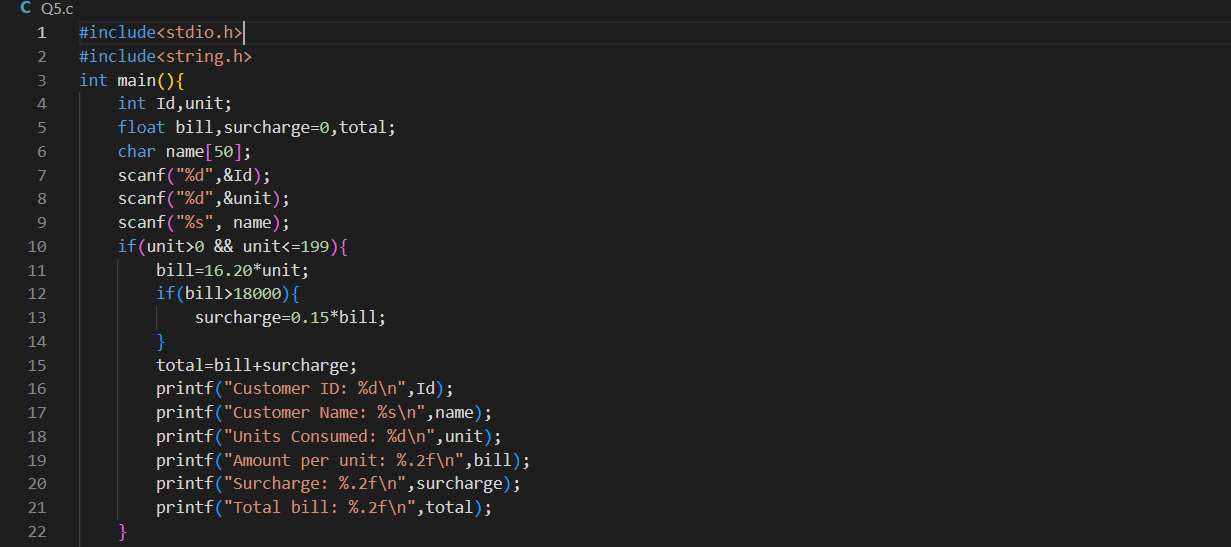 C Q5.c
1 #include<stdio.h>
2 #include<string.h>
3 int main(){
4     int Id,unit;
5     float bill,surcharge=0,total;
6     char name[50];
7     scanf("%d",&Id);
8     scanf("%d",&unit);
9     scanf("%s", name);
10     if(unit>0 && unit<=199){
11         bill=16.20*unit;
12         if(bill>18000){
13             surcharge=0.15*bill;
14         }
15         total=bill+surcharge;
16         printf("Customer ID: %d\n",Id);
17         printf("Customer Name: %s\n",name);
18         printf("Units Consumed: %d\n",unit);
19         printf("Amount per unit: %.2f\n",bill);
20         printf("Surcharge: %.2f\n",surcharge);
21         printf("Total bill: %.2f\n",total);
22     }